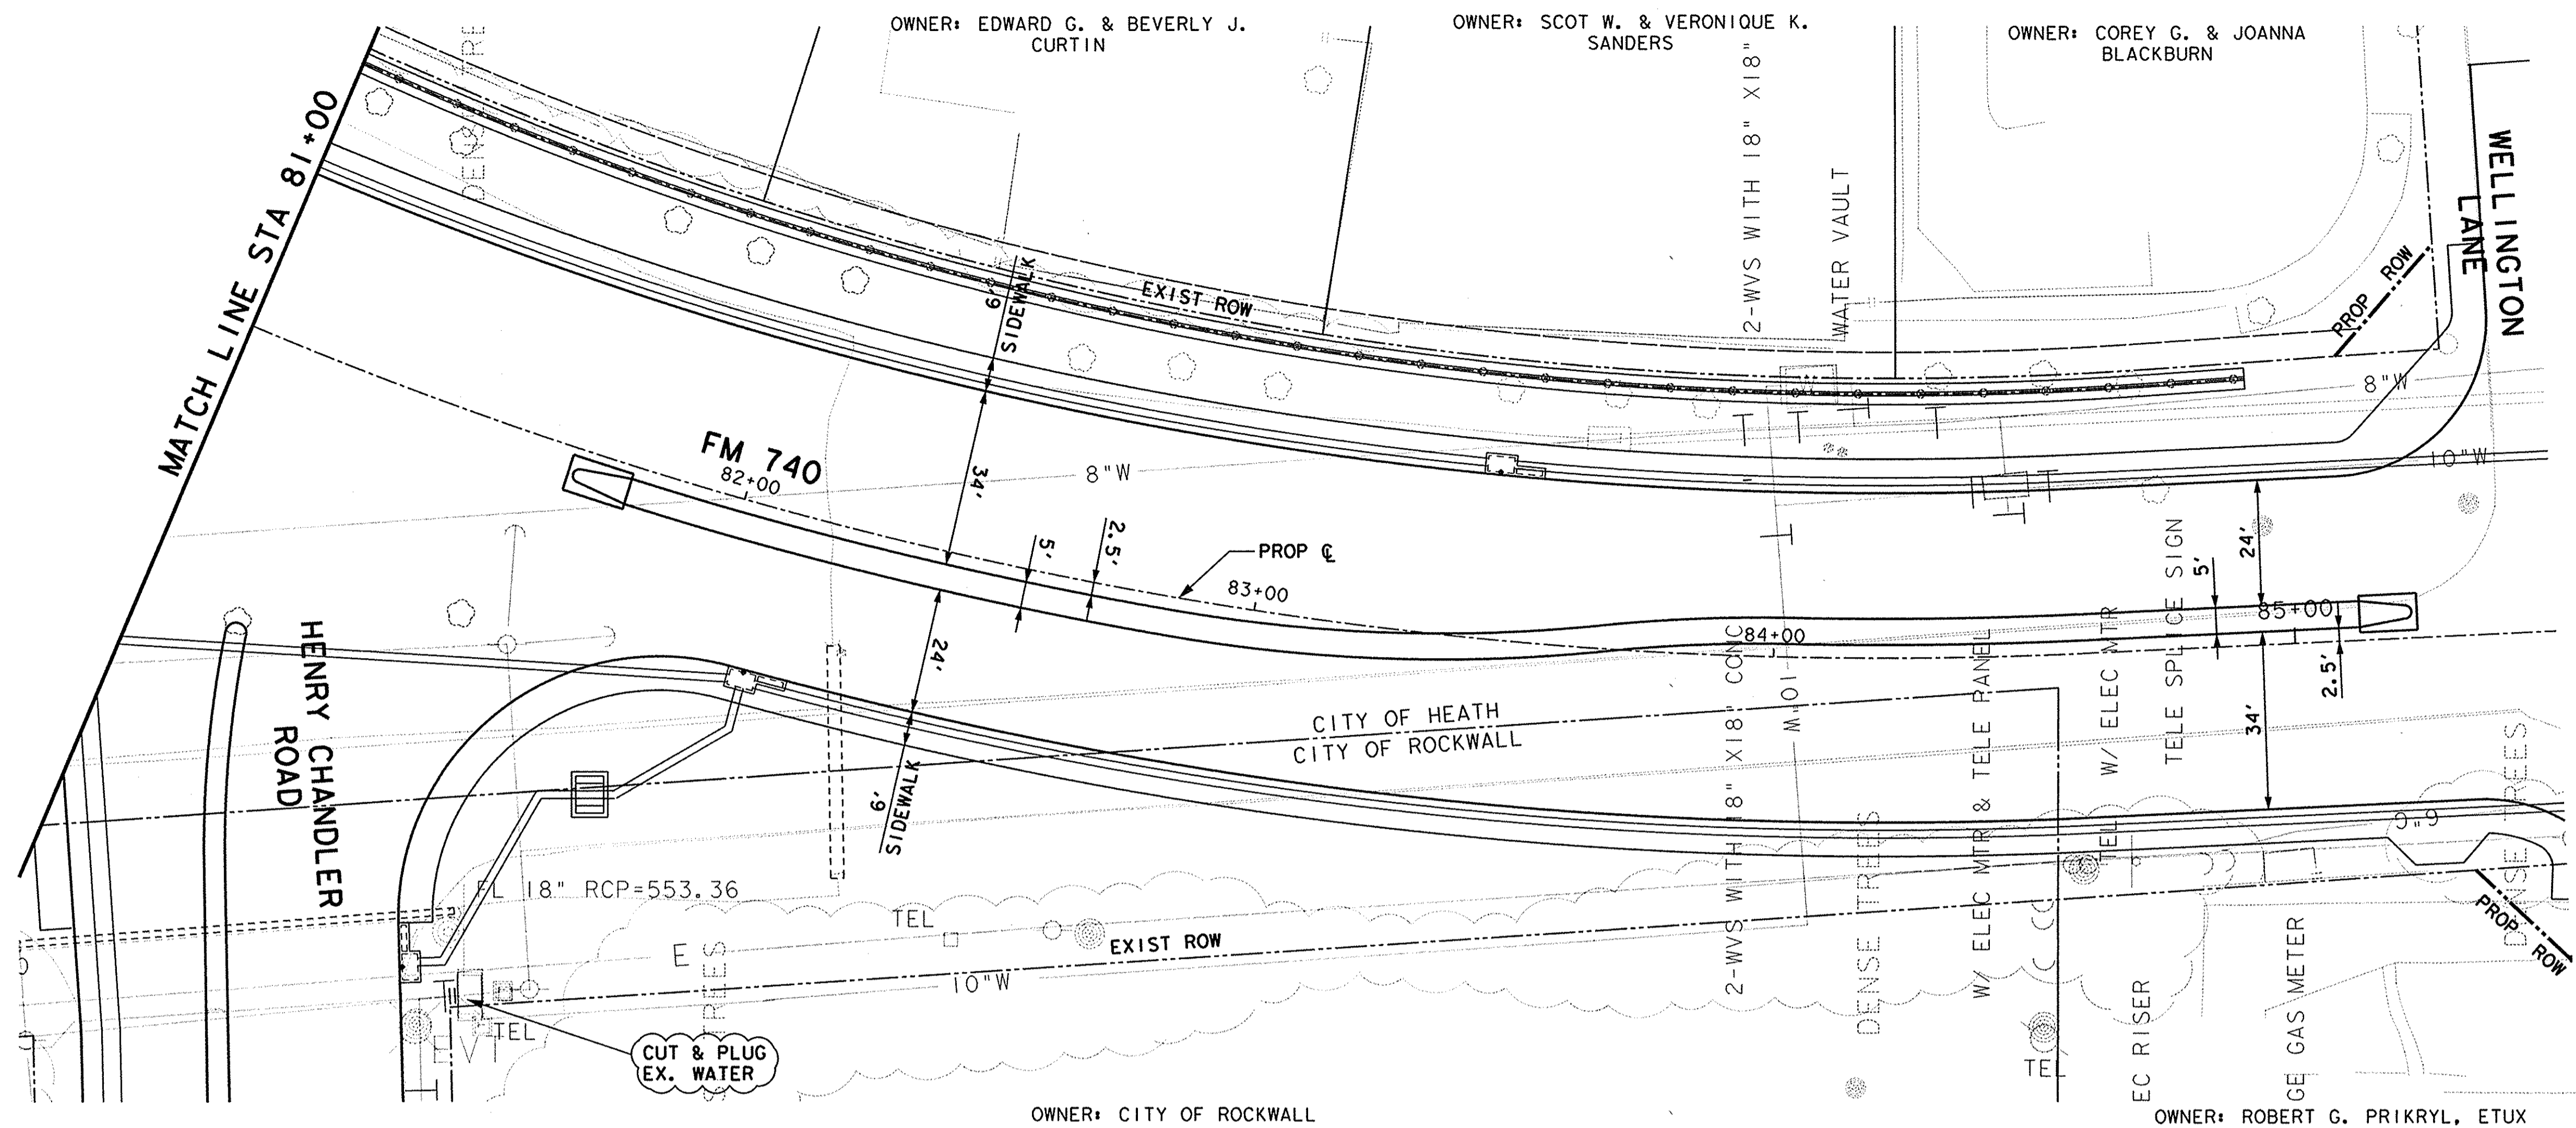 OWNER: EDWARD G. & BEVERLY J.
CURTIN
OWNER: SCOT W. & VERONIQUE K.
SANDERS
OWNER: COREY G. & JOANNA
BLACKBURN
MATCH LINE STA 81+00
WELLINGTON
LANE
PROP ROW
2-WVS WITH 18" X18"
WATER VAULT
EXIST ROW
6'
SIDEWALK
8"W
10"W
FM 740
82+00
8"W
34'
5'
2.5'
PROP ℄
83+00
84+00
85+00
24'
5'
2.5'
34'
24'
6'
SIDEWALK
HENRY CHANDLER
ROAD
CITY OF HEATH
CITY OF ROCKWALL
10"W
2-WVS WITH 18" X18" CONC
DENSE TREES
W/ ELEC MTR & TELE PANEL
TEL W/ ELEC MTR
TELE SPLICE SIGN
6"G
DENSE TREES
PROP ROW
FL 18" RCP=553.36
TEL
E
EXIST ROW
10"W
TEL
CUT & PLUG
EX. WATER
TEL
EC RISER
GE GAS METER
OWNER: CITY OF ROCKWALL
OWNER: ROBERT G. PRIKRYL, ETUX